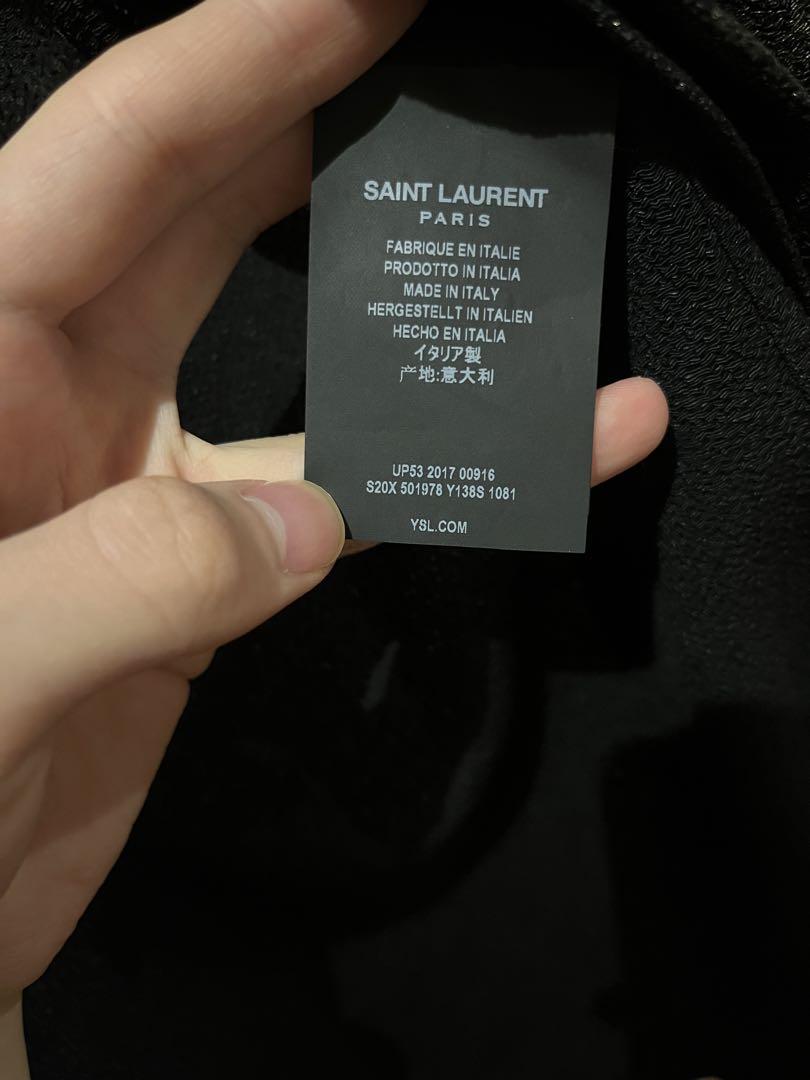 SAINT LAURENT
PARIS
FABRIQUE EN ITALIE
PRODOTTO IN ITALIA
MADE IN ITALY
HERGESTELLT IN ITALIEN
HECHO EN ITALIA
イタリア製
产地:意大利
UP53 2017 00916
S20X 501978 Y138S 1081
YSL.COM